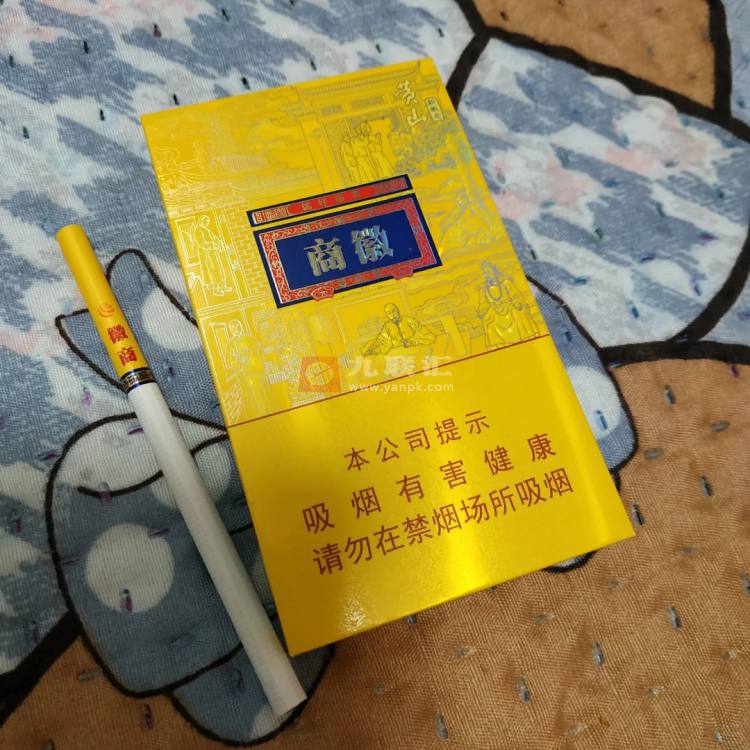 黄山
商徽
九联汇
www.yanpk.com
本公司提示
吸烟有害健康
请勿在禁烟场所吸烟
徽商